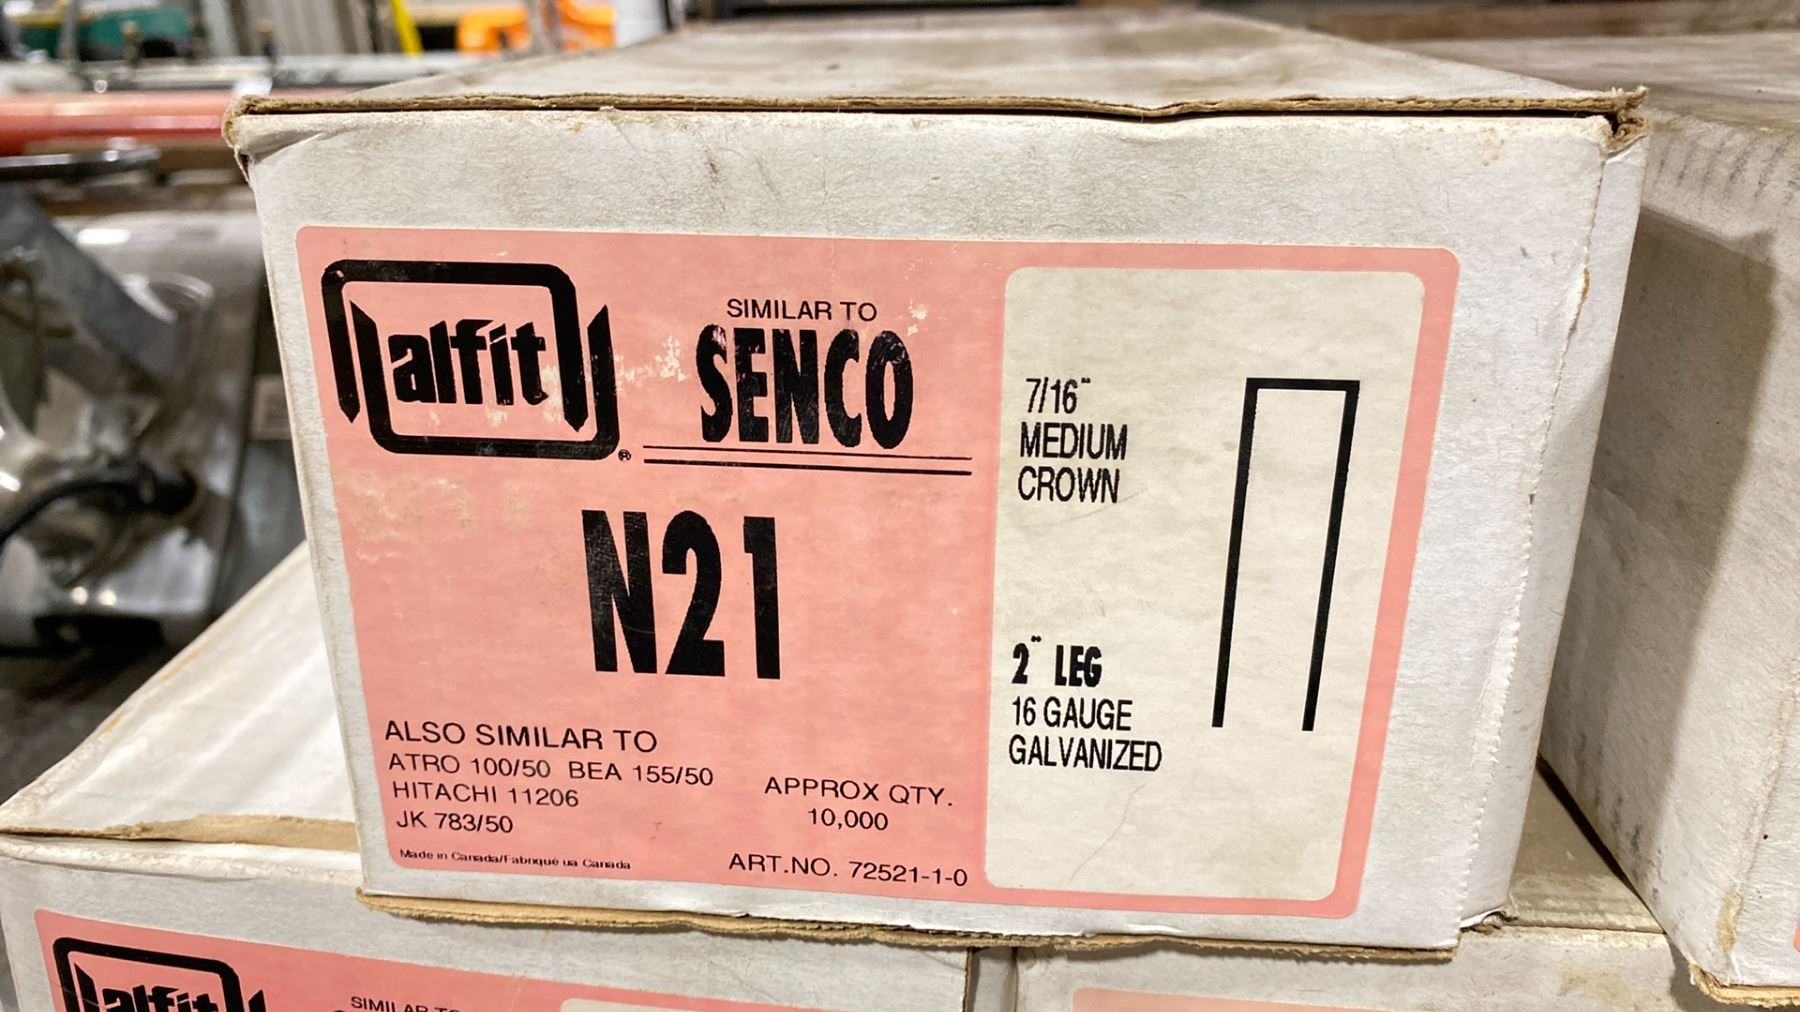 alfit
®
SIMILAR TO
SENCO
N21
ALSO SIMILAR TO
ATRO 100/50 BEA 155/50
HITACHI 11206
JK 783/50
Made in Canada/Fabriqué au Canada
APPROX QTY.
10,000
ART.NO. 72521-1-0
7/16"
MEDIUM
CROWN
2" LEG
16 GAUGE
GALVANIZED
alfit
SIMILAR TO